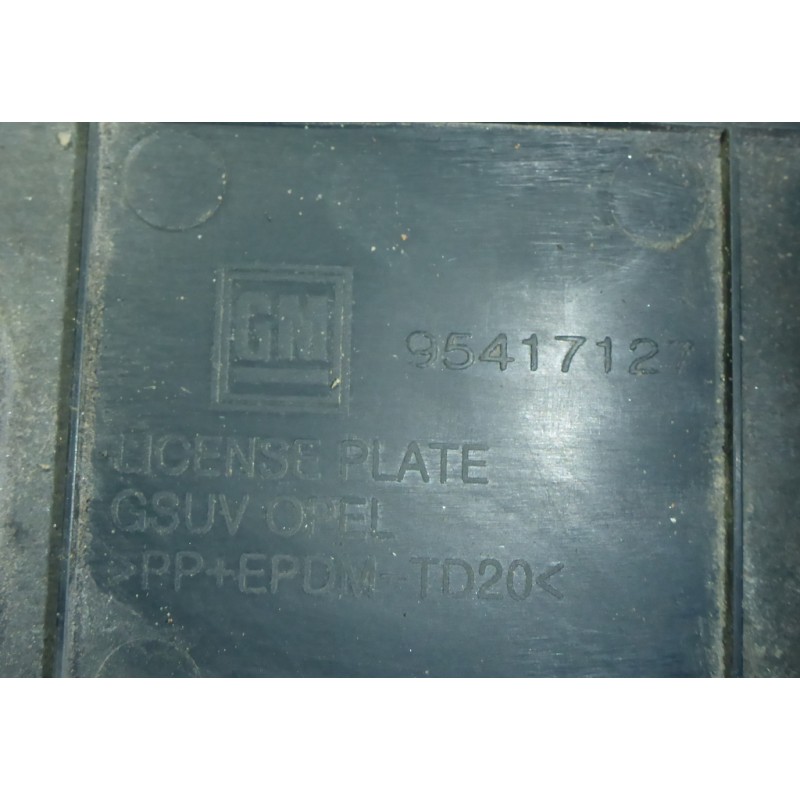 GM 95417127
LICENSE PLATE
GSUV OPEL
>PP+EPDM-TD20<